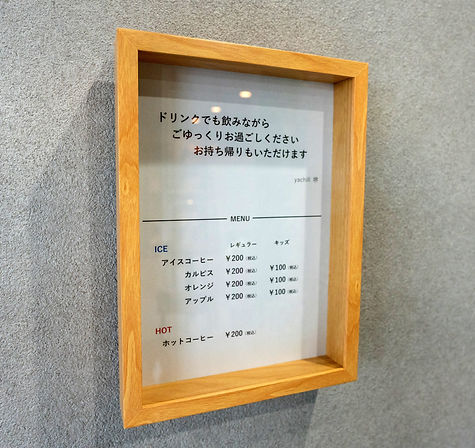 ドリンクでも飲みながら
ごゆっくりお過ごしください
お持ち帰りもいただけます
yachill
MENU
ICE レギュラー キッズ
アイスコーヒー ¥200（税込）
カルピス ¥200（税込） ¥100（税込）
オレンジ ¥200（税込） ¥100（税込）
アップル ¥200（税込） ¥100（税込）
HOT
ホットコーヒー ¥200（税込）